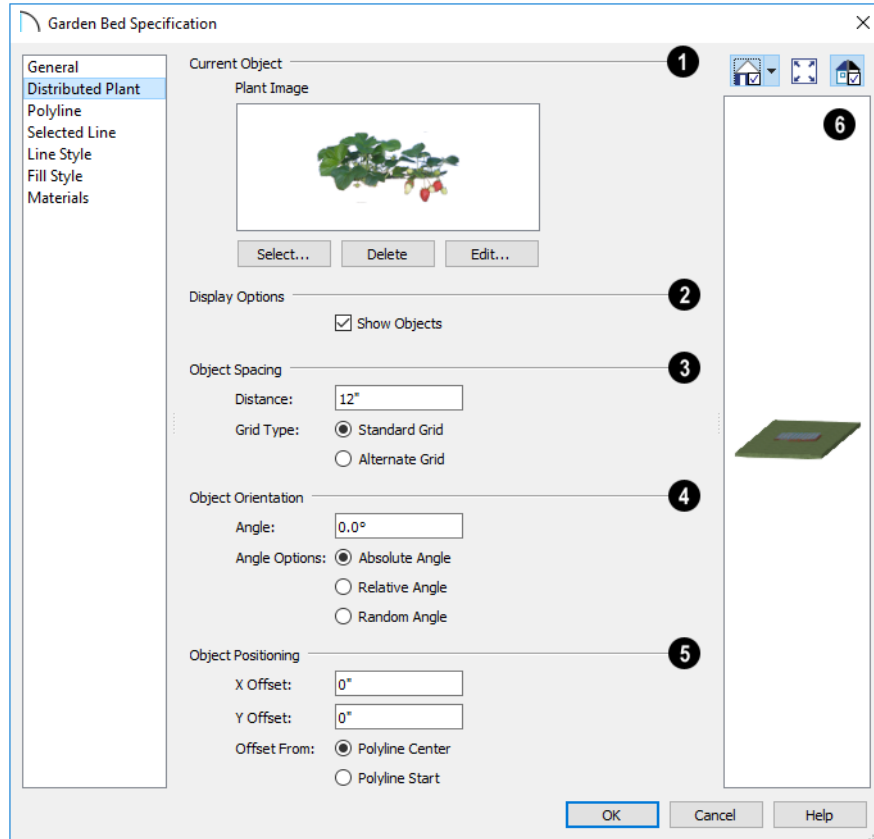 Garden Bed Specification
General
Distributed Plant
Polyline
Selected Line
Line Style
Fill Style
Materials
Current Object
1
Plant Image
Select...
Delete
Edit...
Display Options
2
Show Objects
Object Spacing
3
Distance: 12"
Grid Type: Standard Grid
Alternate Grid
Object Orientation
4
Angle: 0.0°
Angle Options: Absolute Angle
Relative Angle
Random Angle
Object Positioning
5
X Offset: 0"
Y Offset: 0"
Offset From: Polyline Center
Polyline Start
6
OK
Cancel
Help